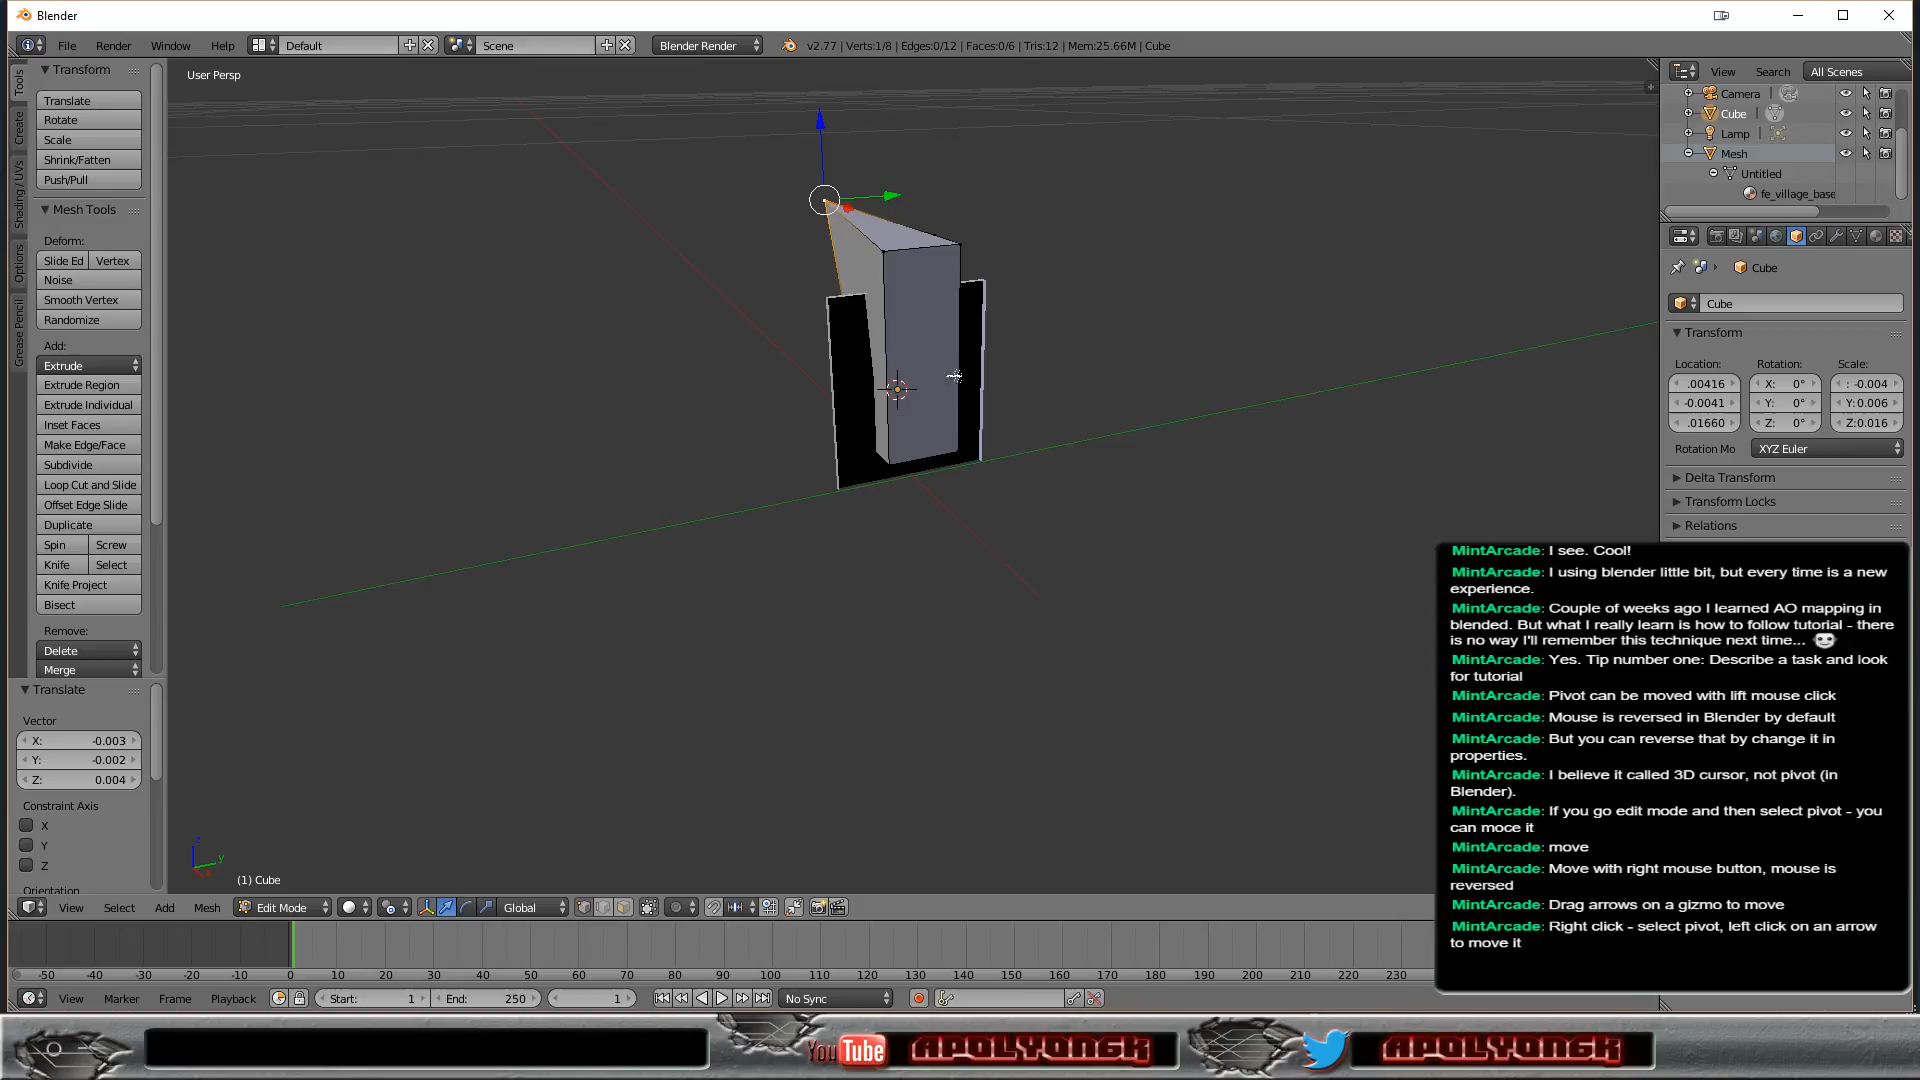 Blender
File Render Window Help Default Scene Blender Render v2.77 | Verts:1/8 | Edges:0/12 | Faces:0/6 | Tris:12 | Mem:25.66M | Cube
Tools
Create
Shading / UVs
Options
Grease Pencil
Transform
Translate
Rotate
Scale
Shrink/Fatten
Push/Pull
Mesh Tools
Deform:
Slide Ed Vertex
Noise
Smooth Vertex
Randomize
Add:
Extrude
Extrude Region
Extrude Individual
Inset Faces
Make Edge/Face
Subdivide
Loop Cut and Slide
Offset Edge Slide
Duplicate
Spin Screw
Knife Select
Knife Project
Bisect
Remove:
Delete
Merge
Translate
Vector
X: -0.003
Y: -0.002
Z: 0.004
Constraint Axis
X
Y
Z
Orientation
User Persp
z
y
(1) Cube
View Search All Scenes
Camera
Cube
Lamp
Mesh
Untitled
fe_village_base
Cube
Cube
Transform
Location: Rotation: Scale:
.00416 X: 0° : -0.004
-0.0041 Y: 0° Y:0.006
.01660 Z: 0° Z:0.016
Rotation Mo XYZ Euler
Delta Transform
Transform Locks
Relations
MintArcade: I see. Cool!
MintArcade: I using blender little bit, but every time is a new
experience.
MintArcade: Couple of weeks ago I learned AO mapping in
blended. But what I really learn is how to follow tutorial - there
is no way I'll remember this technique next time...
MintArcade: Yes. Tip number one: Describe a task and look
for tutorial
MintArcade: Pivot can be moved with lift mouse click
MintArcade: Mouse is reversed in Blender by default
MintArcade: But you can reverse that by change it in
properties.
MintArcade: I believe it called 3D cursor, not pivot (in
Blender).
MintArcade: If you go edit mode and then select pivot - you
can moce it
MintArcade: move
MintArcade: Move with right mouse button, mouse is
reversed
MintArcade: Drag arrows on a gizmo to move
MintArcade: Right click - select pivot, left click on an arrow
to move it
View Select Add Mesh Edit Mode Global
-50 -40 -30 -20 -10 0 10 20 30 40 50 60 70 80 90 100 110 120 130 140 150 160 170 180 190 200 210 220 230
View Marker Frame Playback Start: 1 End: 250 1 No Sync
YouTube APOLYON6K APOLYON6K